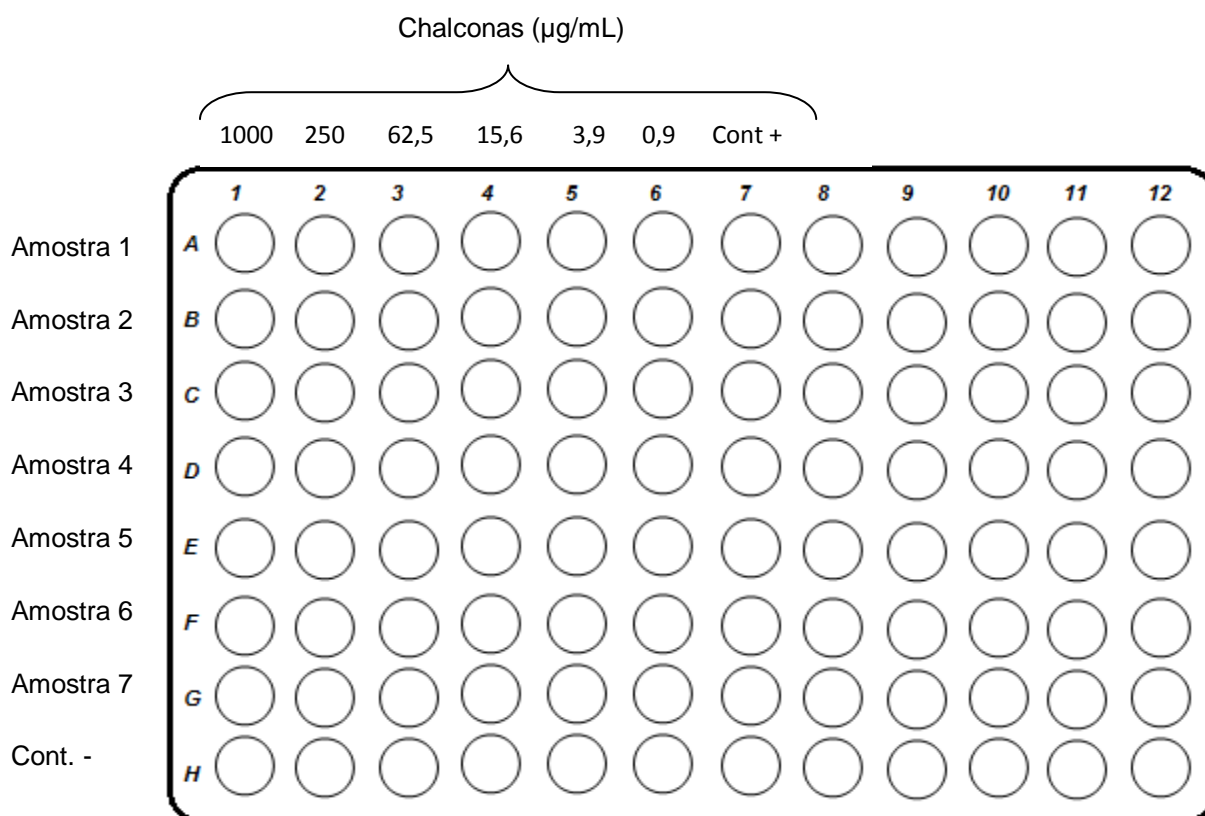 Chalconas (µg/mL)
1000 250 62,5 15,6 3,9 0,9 Cont +
1 2 3 4 5 6 7 8 9 10 11 12
Amostra 1 A
Amostra 2 B
Amostra 3 C
Amostra 4 D
Amostra 5 E
Amostra 6 F
Amostra 7 G
Cont. - H